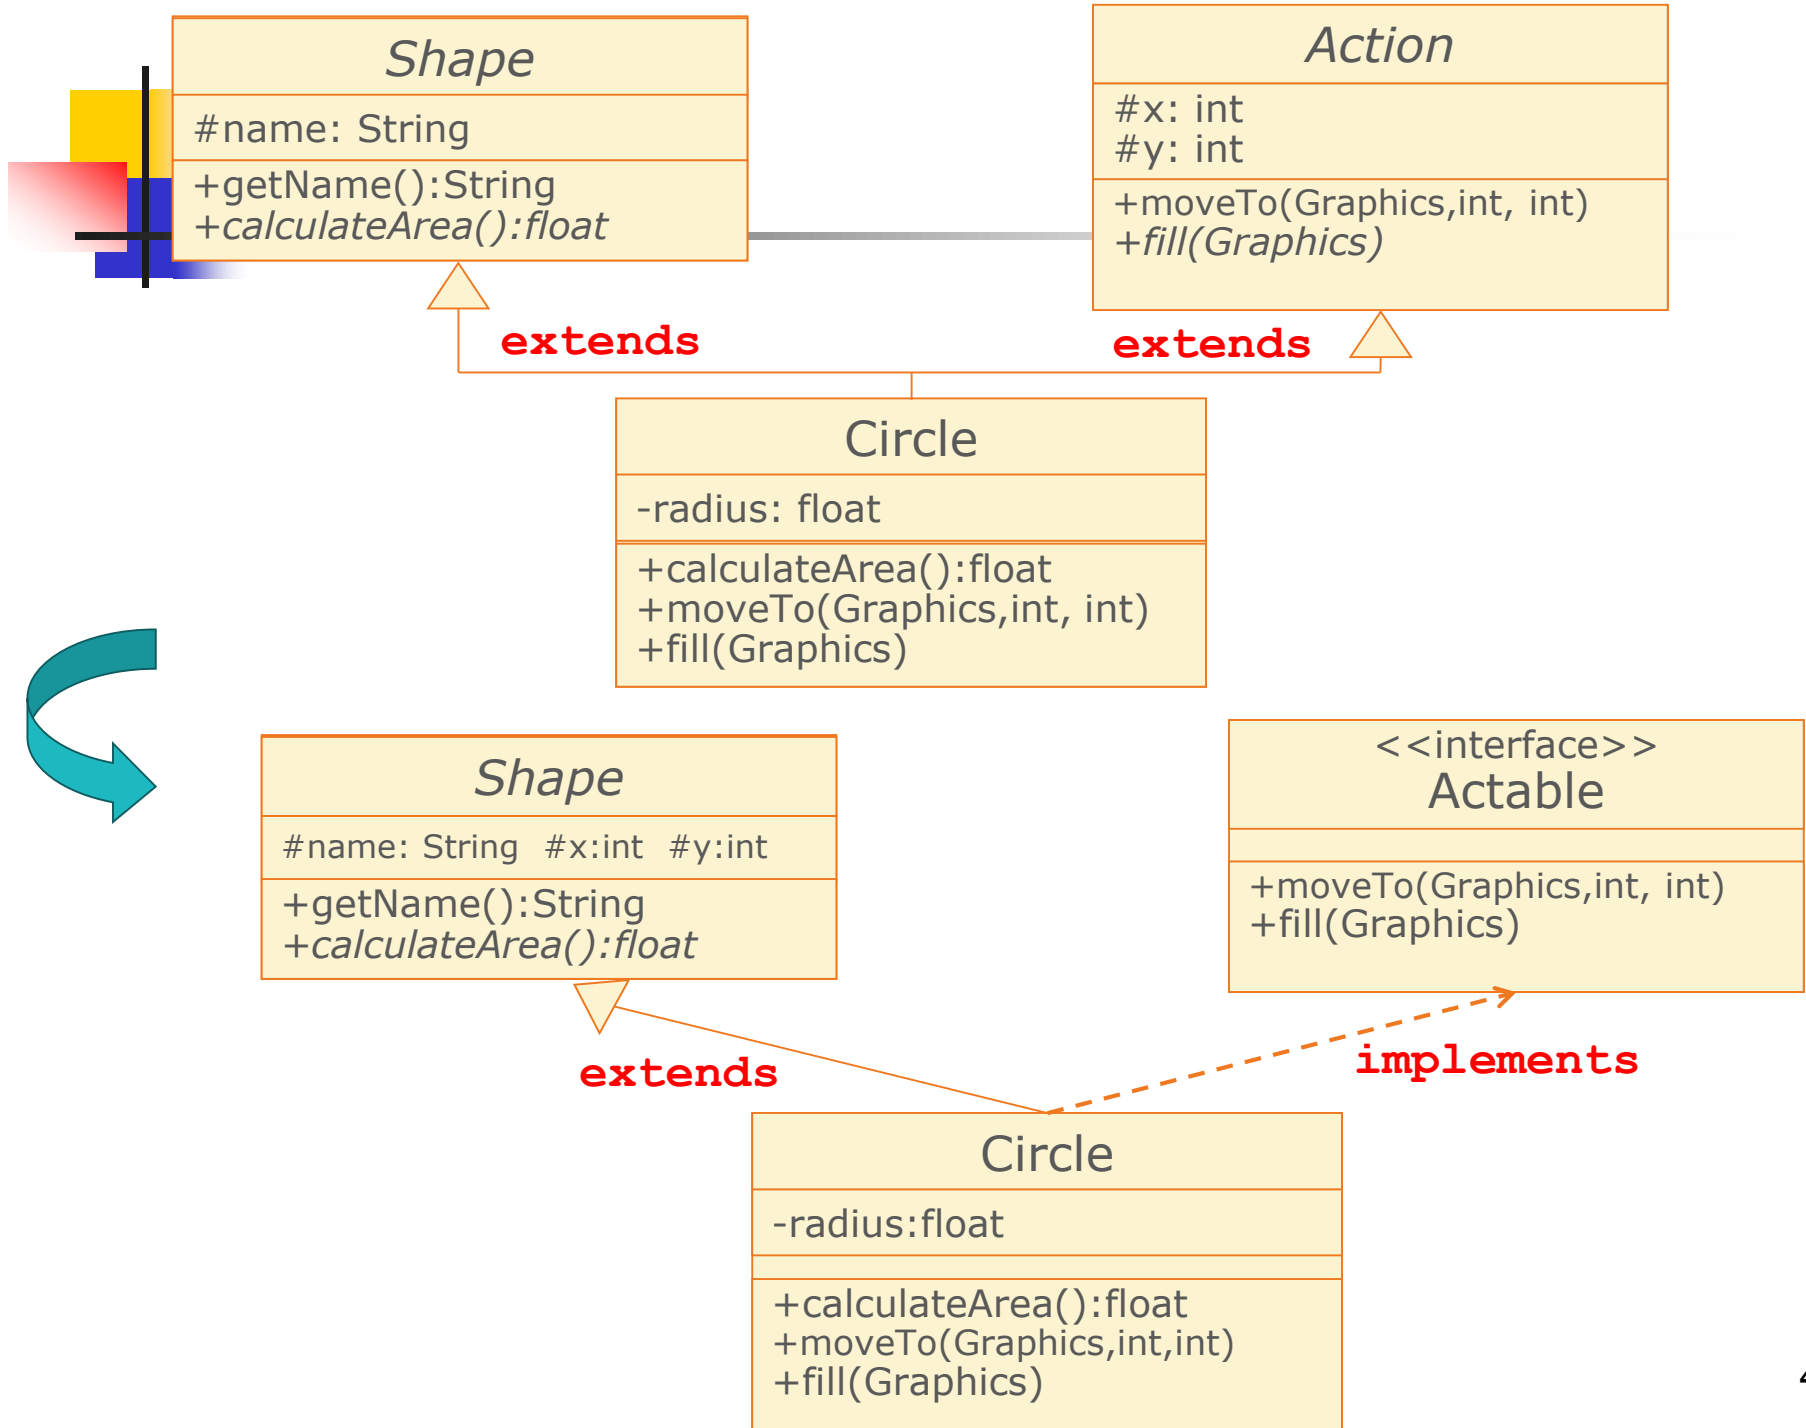 Shape
#name: String
+getName():String
+calculateArea():float
Action
#x: int
#y: int
+moveTo(Graphics,int, int)
+fill(Graphics)
extends
extends
Circle
-radius: float
+calculateArea():float
+moveTo(Graphics,int, int)
+fill(Graphics)
Shape
#name: String #x:int #y:int
+getName():String
+calculateArea():float
<<interface>>
Actable
+moveTo(Graphics,int, int)
+fill(Graphics)
extends
implements
Circle
-radius:float
+calculateArea():float
+moveTo(Graphics,int,int)
+fill(Graphics)